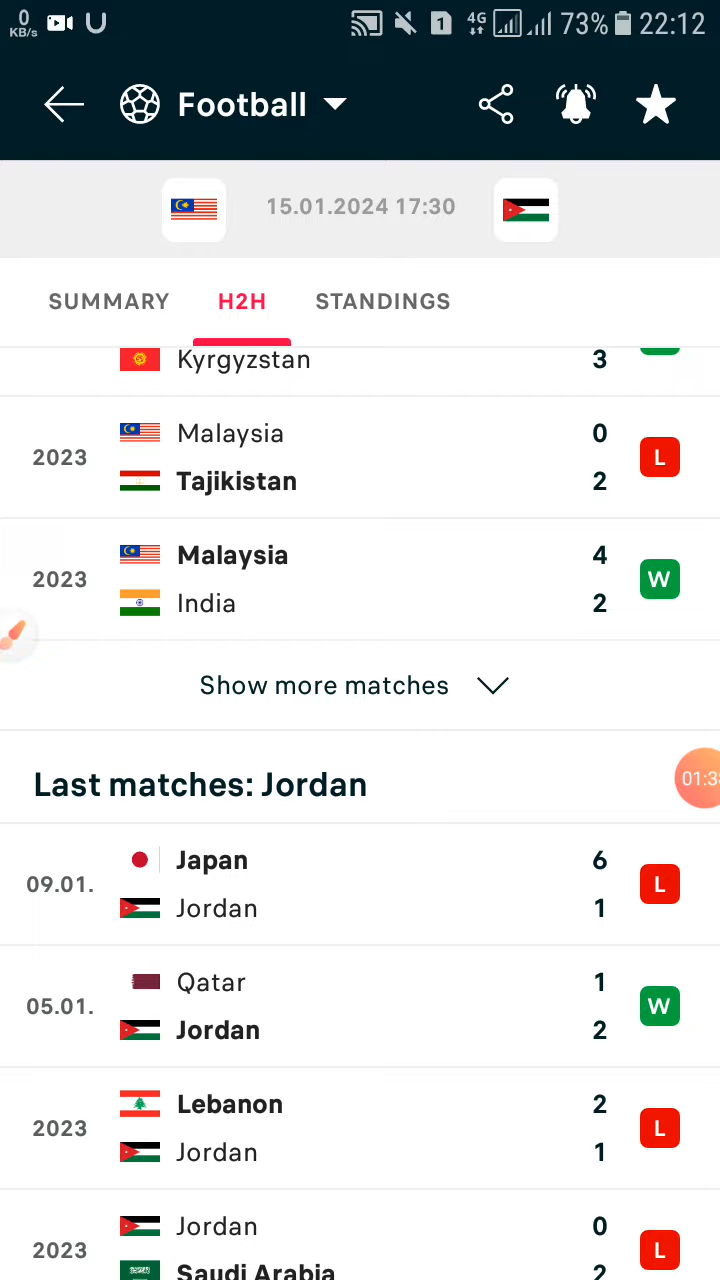 0
KB/s
1
4G
73%
22:12
Football
15.01.2024 17:30
SUMMARY H2H STANDINGS
Kyrgyzstan 3
2023 Malaysia 0 L
Tajikistan 2
2023 Malaysia 4 W
India 2
Show more matches
Last matches: Jordan
01:3
09.01. Japan 6 L
Jordan 1
05.01. Qatar 1 W
Jordan 2
2023 Lebanon 2 L
Jordan 1
2023 Jordan 0 L
Saudi Arabia 2